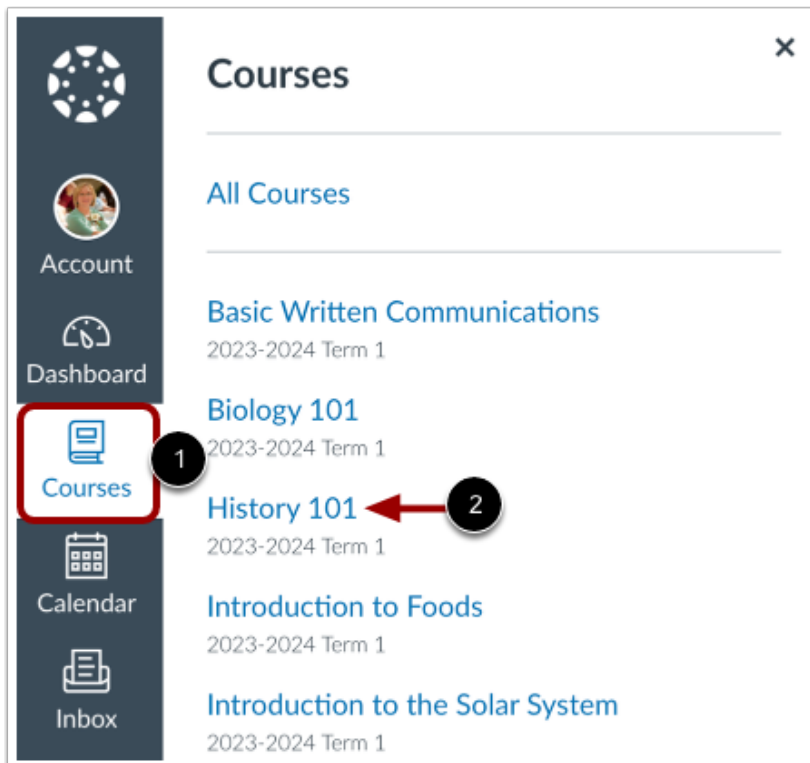 Account
Dashboard
Courses
Calendar
Inbox
1
Courses
×
All Courses
Basic Written Communications
2023-2024 Term 1
Biology 101
2023-2024 Term 1
History 101
2
2023-2024 Term 1
Introduction to Foods
2023-2024 Term 1
Introduction to the Solar System
2023-2024 Term 1